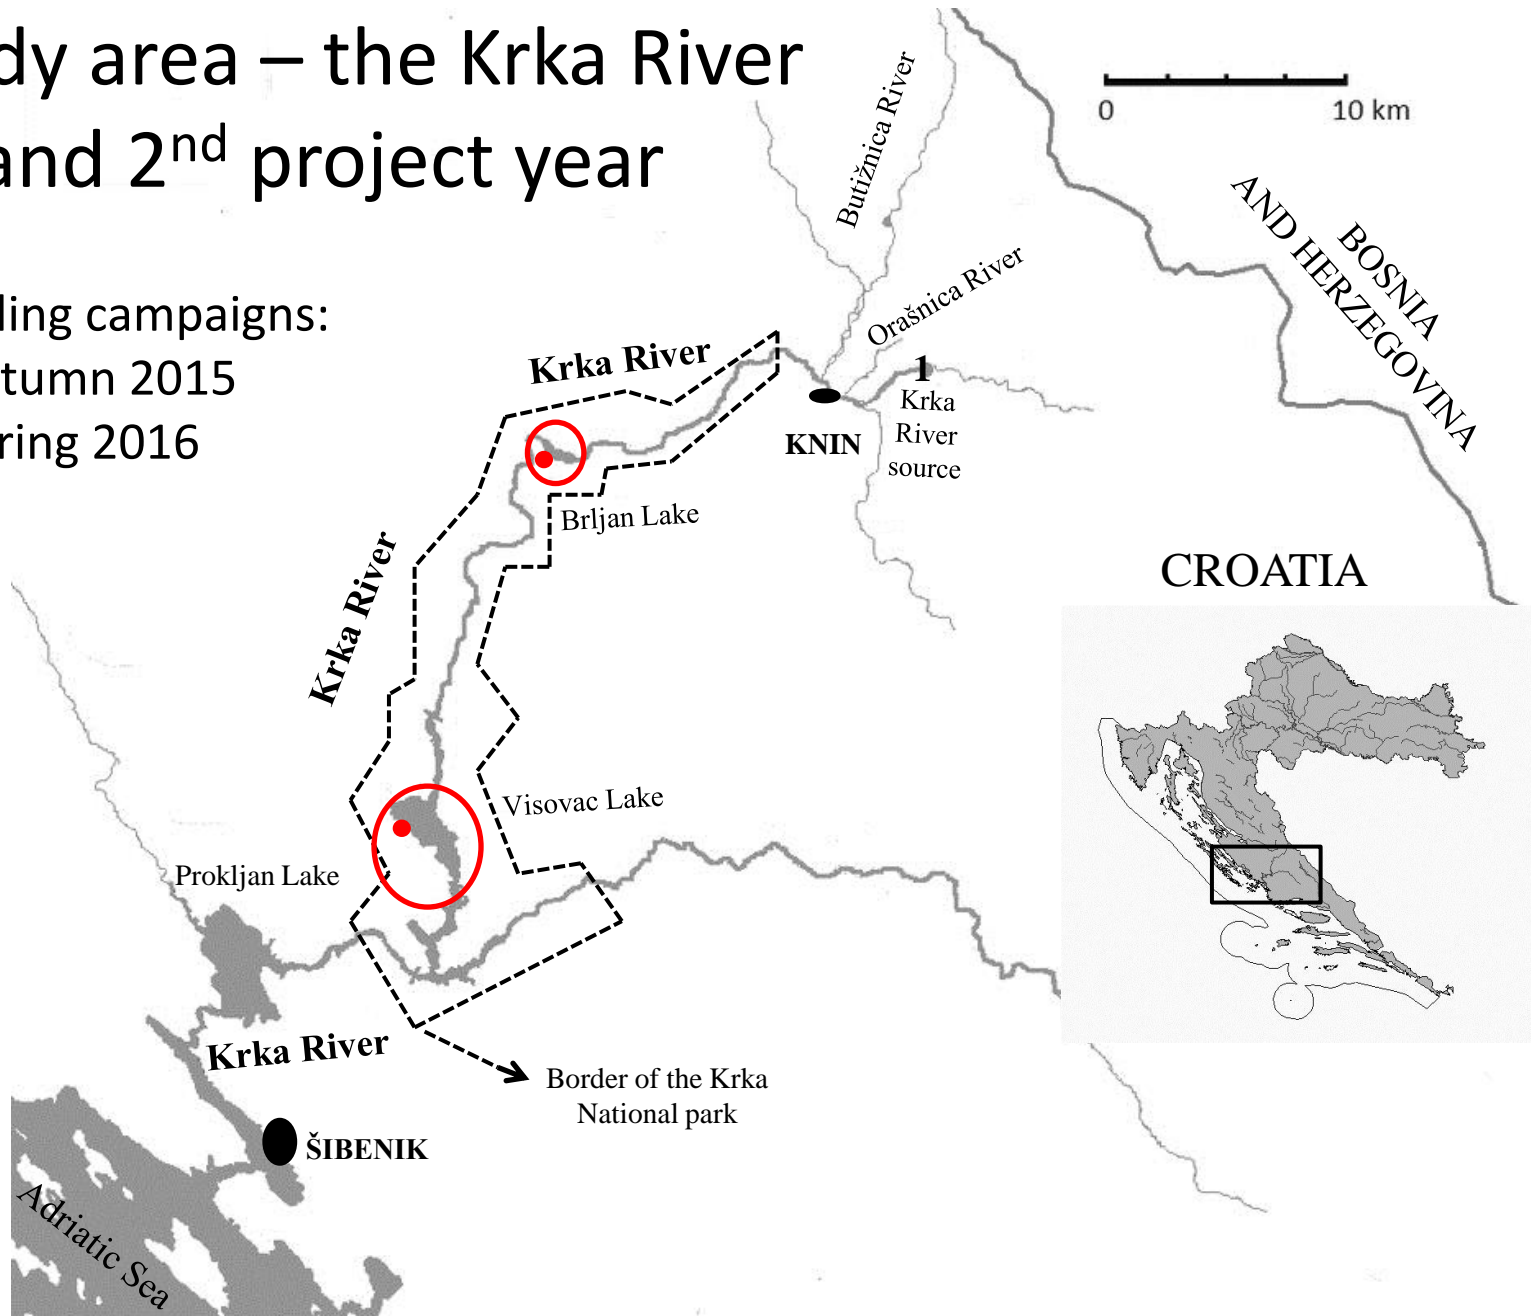 dy area – the Krka River
and 2nd project year
ling campaigns:
tumn 2015
ring 2016
0
10 km
Butižnica River
Orašnica River
BOSNIA
AND HERZEGOVINA
Krka River
1
Krka
River
source
KNIN
Brljan Lake
Krka River
CROATIA
Visovac Lake
Prokljan Lake
Krka River
Border of the Krka
National park
ŠIBENIK
Adriatic Sea